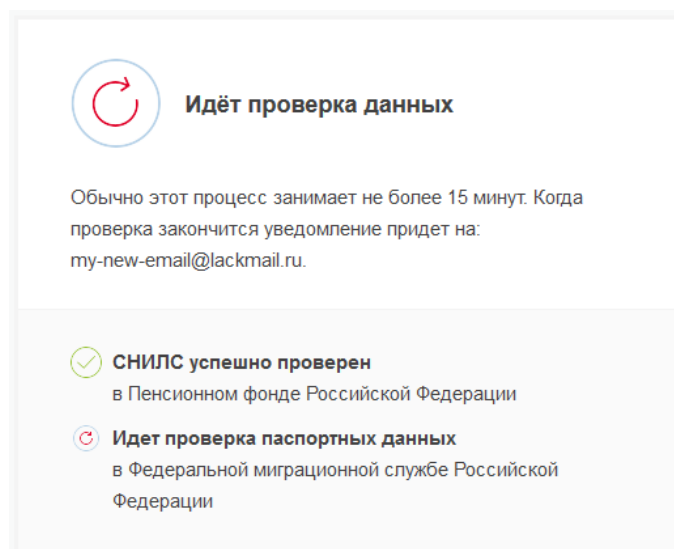 Идёт проверка данных
Обычно этот процесс занимает не более 15 минут. Когда
проверка закончится уведомление придет на:
my-new-email@lackmail.ru.
СНИЛС успешно проверен
в Пенсионном фонде Российской Федерации
Идет проверка паспортных данных
в Федеральной миграционной службе Российской
Федерации